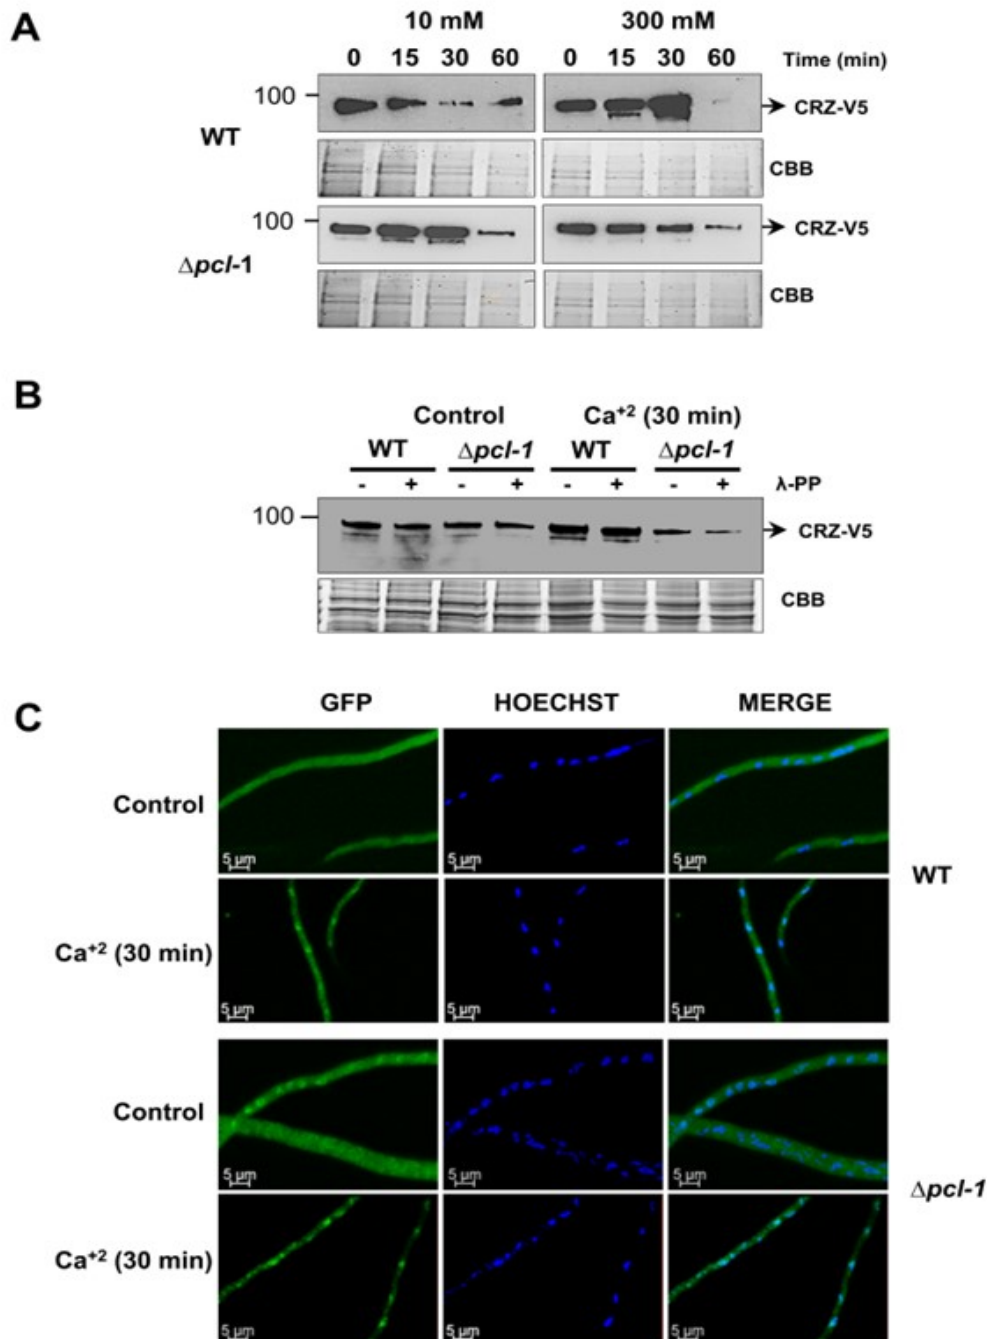 A
10 mM 300 mM
0 15 30 60 0 15 30 60 Time (min)
100 CRZ-V5
WT
CBB
100 CRZ-V5
Δpcl-1
CBB
B
Control Ca⁺² (30 min)
WT Δpcl-1 WT Δpcl-1
- + - + - + - + λ-PP
100 CRZ-V5
CBB
C
GFP HOECHST MERGE
Control
5 µm 5 µm 5 µm
WT
Ca⁺² (30 min)
5 µm 5 µm 5 µm
Control
5 µm 5 µm 5 µm
Δpcl-1
Ca⁺² (30 min)
5 µm 5 µm 5 µm